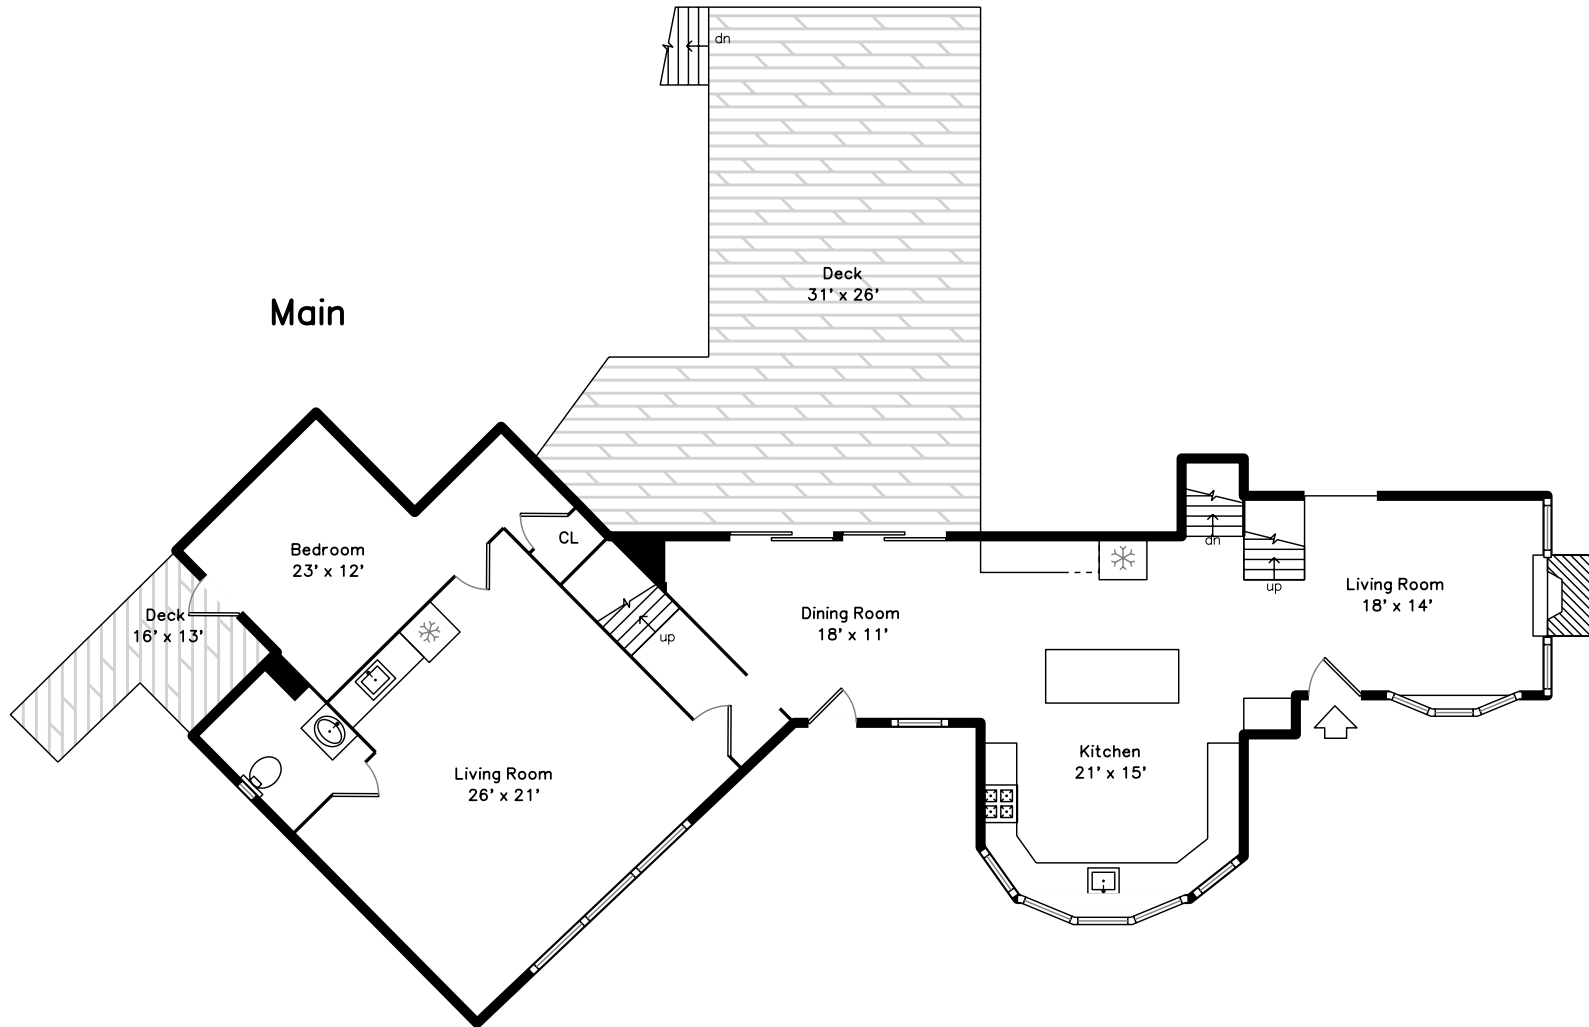 dn
Deck
31' x 26'
Main
Bedroom
23' x 12'
CL
dn
up
Living Room
18' x 14'
Deck
16' x 13'
up
Dining Room
18' x 11'
Kitchen
21' x 15'
Living Room
26' x 21'